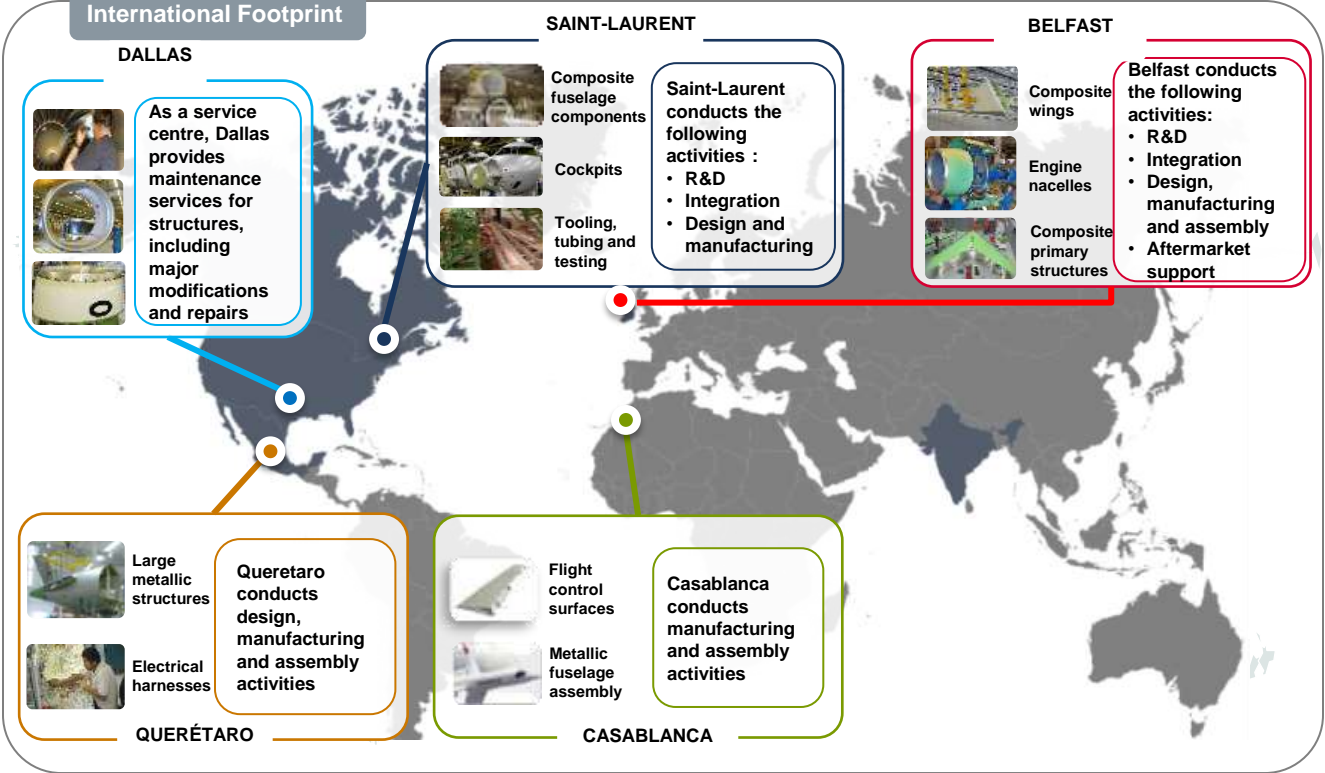 International Footprint
DALLAS
As a service
centre, Dallas
provides
maintenance
services for
structures,
including
major
modifications
and repairs
SAINT-LAURENT
Composite
fuselage
components
Cockpits
Tooling,
tubing and
testing
Saint-Laurent
conducts the
following
activities :
• R&D
• Integration
• Design and
manufacturing
BELFAST
Composite
wings
Engine
nacelles
Composite
primary
structures
Belfast conducts
the following
activities:
• R&D
• Integration
• Design,
manufacturing
and assembly
• Aftermarket
support
Large
metallic
structures
Electrical
harnesses
Queretaro
conducts
design,
manufacturing
and assembly
activities
QUERÉTARO
Flight
control
surfaces
Metallic
fuselage
assembly
Casablanca
conducts
manufacturing
and assembly
activities
CASABLANCA